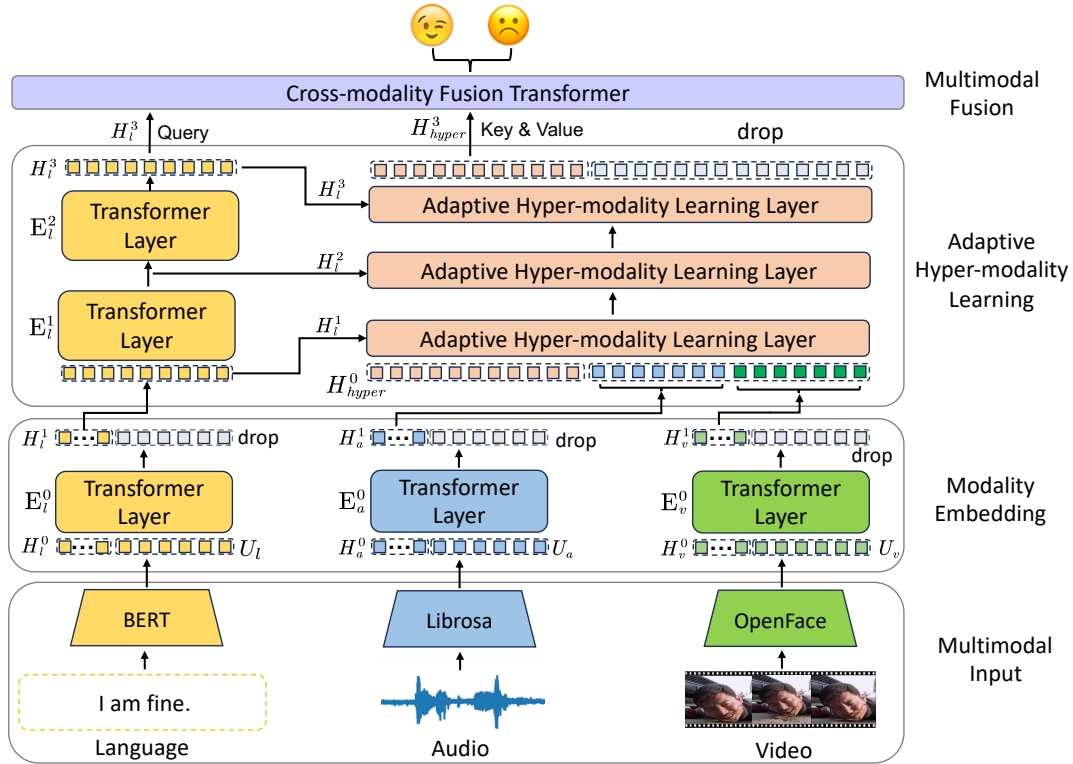 Cross-modality Fusion Transformer
Multimodal
Fusion
H_l^3 Query
H_{hyper}^3 Key & Value
drop
H_l^3
H_l^3
Adaptive Hyper-modality Learning Layer
E_l^2
Transformer
Layer
H_l^2
Adaptive Hyper-modality Learning Layer
Adaptive
Hyper-modality
Learning
E_l^1
Transformer
Layer
H_l^1
Adaptive Hyper-modality Learning Layer
H_{hyper}^0
H_l^1
drop
H_a^1
drop
H_v^1
drop
E_l^0
Transformer
Layer
E_a^0
Transformer
Layer
E_v^0
Transformer
Layer
Modality
Embedding
H_l^0
U_l
H_a^0
U_a
H_v^0
U_v
BERT
Librosa
OpenFace
Multimodal
Input
I am fine.
Language
Audio
Video